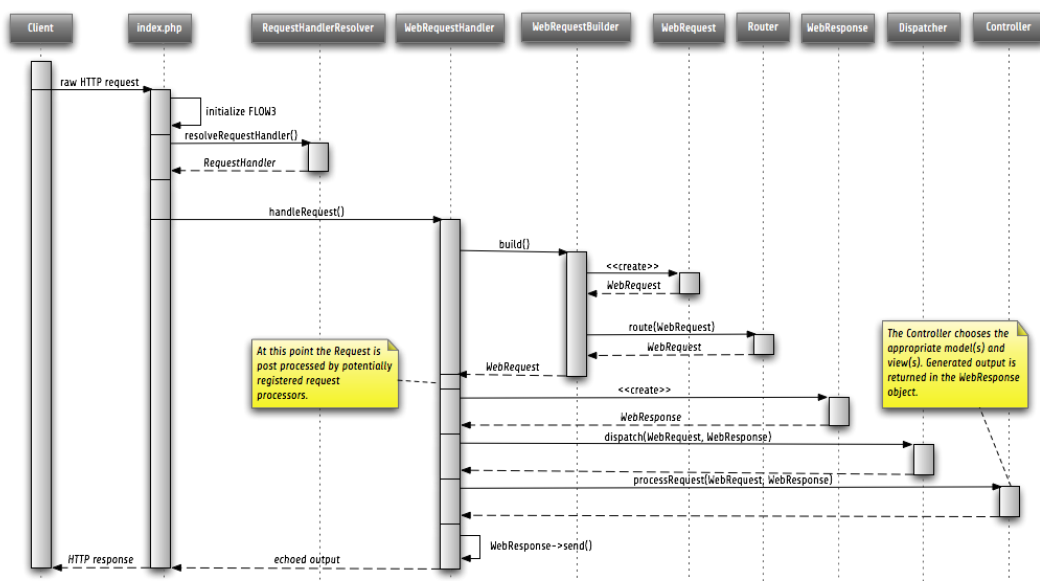 Client
index.php
RequestHandlerResolver
WebRequestHandler
WebRequestBuilder
WebRequest
Router
WebResponse
Dispatcher
Controller
raw HTTP request
initialize FLOW3
resolveRequestHandler()
RequestHandler
handleRequest()
build()
<<create>>
WebRequest
route(WebRequest)
WebRequest
At this point the Request is
post processed by potentially
registered request
processors.
The Controller chooses the
appropriate model(s) and
view(s). Generated output is
returned in the WebResponse
object.
WebRequest
<<create>>
WebResponse
dispatch(WebRequest, WebResponse)
processRequest(WebRequest, WebResponse)
WebResponse->send()
HTTP response
echoed output